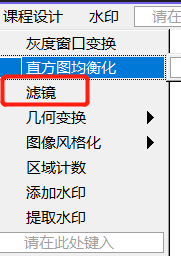 课程设计 水印 请在
灰度窗口变换
直方图均衡化
滤镜
几何变换
图像风格化
区域计数
添加水印
提取水印
请在此处键入